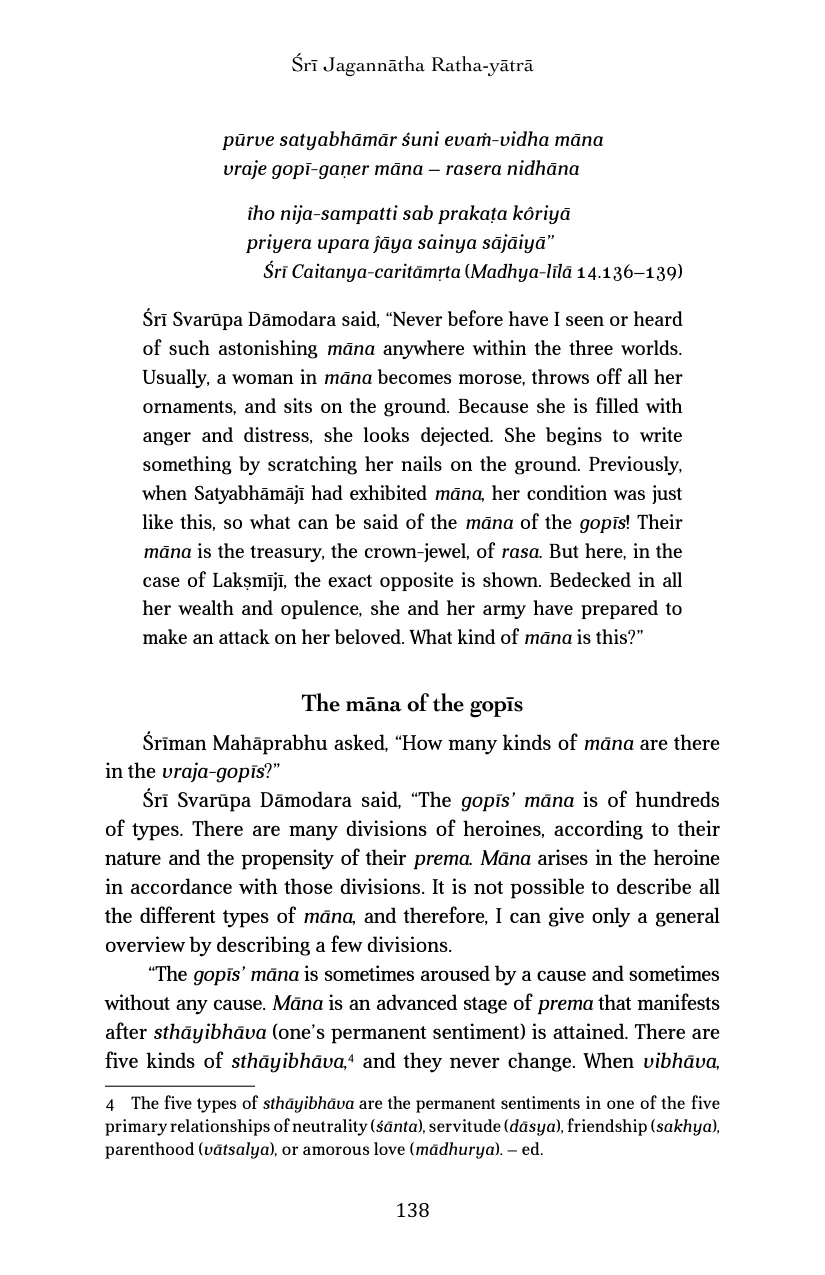 Śrī Jagannātha Ratha-yātrā
pūrve satyabhāmār śuni evaṁ-vidha māna
vraje gopī-gaṇer māna – rasera nidhāna
ĩho nija-sampatti sab prakaṭa kôriyā
priyera upara ĵāya sainya sājāiyā”
Śrī Caitanya-caritāmṛta (Madhya-līlā 14.136–139)
Śrī Svarūpa Dāmodara said, “Never before have I seen or heard
of such astonishing māna anywhere within the three worlds.
Usually, a woman in māna becomes morose, throws off all her
ornaments, and sits on the ground. Because she is filled with
anger and distress, she looks dejected. She begins to write
something by scratching her nails on the ground. Previously,
when Satyabhāmājī had exhibited māna, her condition was just
like this, so what can be said of the māna of the gopīs! Their
māna is the treasury, the crown-jewel, of rasa. But here, in the
case of Lakṣmījī, the exact opposite is shown. Bedecked in all
her wealth and opulence, she and her army have prepared to
make an attack on her beloved. What kind of māna is this?”
The māna of the gopīs
Śrīman Mahāprabhu asked, “How many kinds of māna are there
in the vraja-gopīs?”
Śrī Svarūpa Dāmodara said, “The gopīs’ māna is of hundreds
of types. There are many divisions of heroines, according to their
nature and the propensity of their prema. Māna arises in the heroine
in accordance with those divisions. It is not possible to describe all
the different types of māna, and therefore, I can give only a general
overview by describing a few divisions.
“The gopīs’ māna is sometimes aroused by a cause and sometimes
without any cause. Māna is an advanced stage of prema that manifests
after sthāyibhāva (one’s permanent sentiment) is attained. There are
five kinds of sthāyibhāva,4 and they never change. When vibhāva,
4 The five types of sthāyibhāva are the permanent sentiments in one of the five
primary relationships of neutrality (śānta), servitude (dāsya), friendship (sakhya),
parenthood (vātsalya), or amorous love (mādhurya). – ed.
138